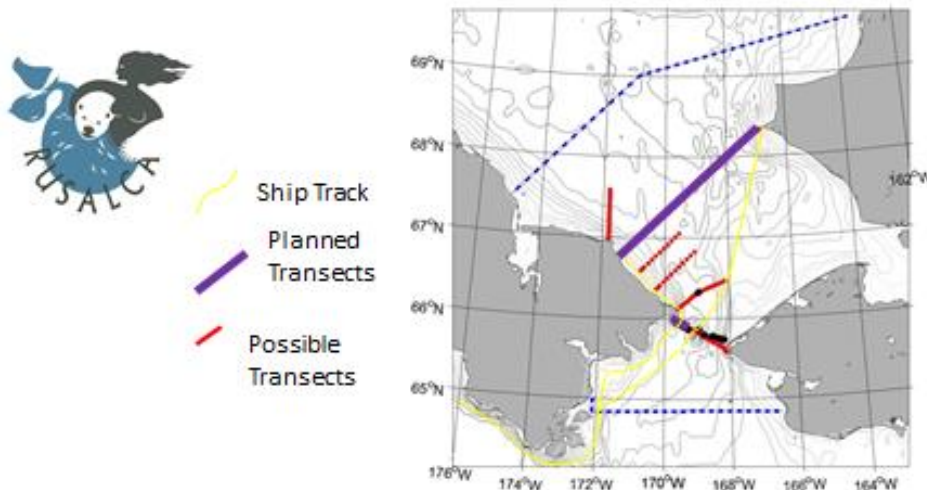 RUSALCA
Ship Track
Planned
Transects
Possible
Transects
69°N
68°N
67°N
66°N
65°N
176°W
172°W
170°W
168°W
166°W
164°W
162°W